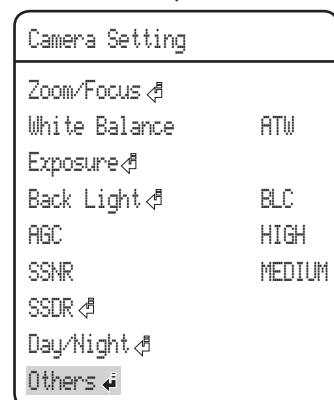 Camera Setting
Zoom/Focus
White Balance ATW
Exposure
Back Light BLC
AGC HIGH
SSNR MEDIUM
SSDR
Day/Night
Others